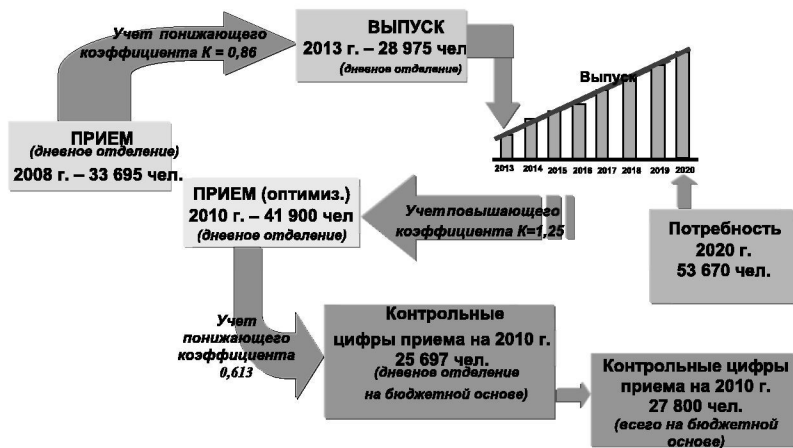 Учет понижающего
коэффициента К = 0,86
ВЫПУСК
2013 г. – 28 975 чел
(дневное отделение)
Выпуск
2013 2014 2015 2016 2017 2018 2019 2020
ПРИЕМ
(дневное отделение)
2008 г. – 33 695 чел.
ПРИЕМ (оптимиз.)
2010 г. – 41 900 чел
(дневное отделение)
Учет повышающего
коэффициента К=1,25
Потребность
2020 г.
53 670 чел.
Учет
понижающего
коэффициента
0,613
Контрольные
цифры приема на 2010 г.
25 697 чел.
(дневное отделение
на бюджетной основе)
Контрольные цифры
приема на 2010 г.
27 800 чел.
(всего на бюджетной
основе)